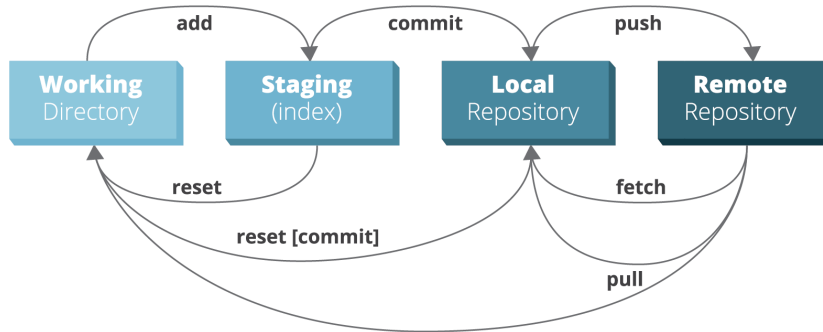 add
commit
push
Working
Directory
Staging
(index)
Local
Repository
Remote
Repository
reset
fetch
reset [commit]
pull